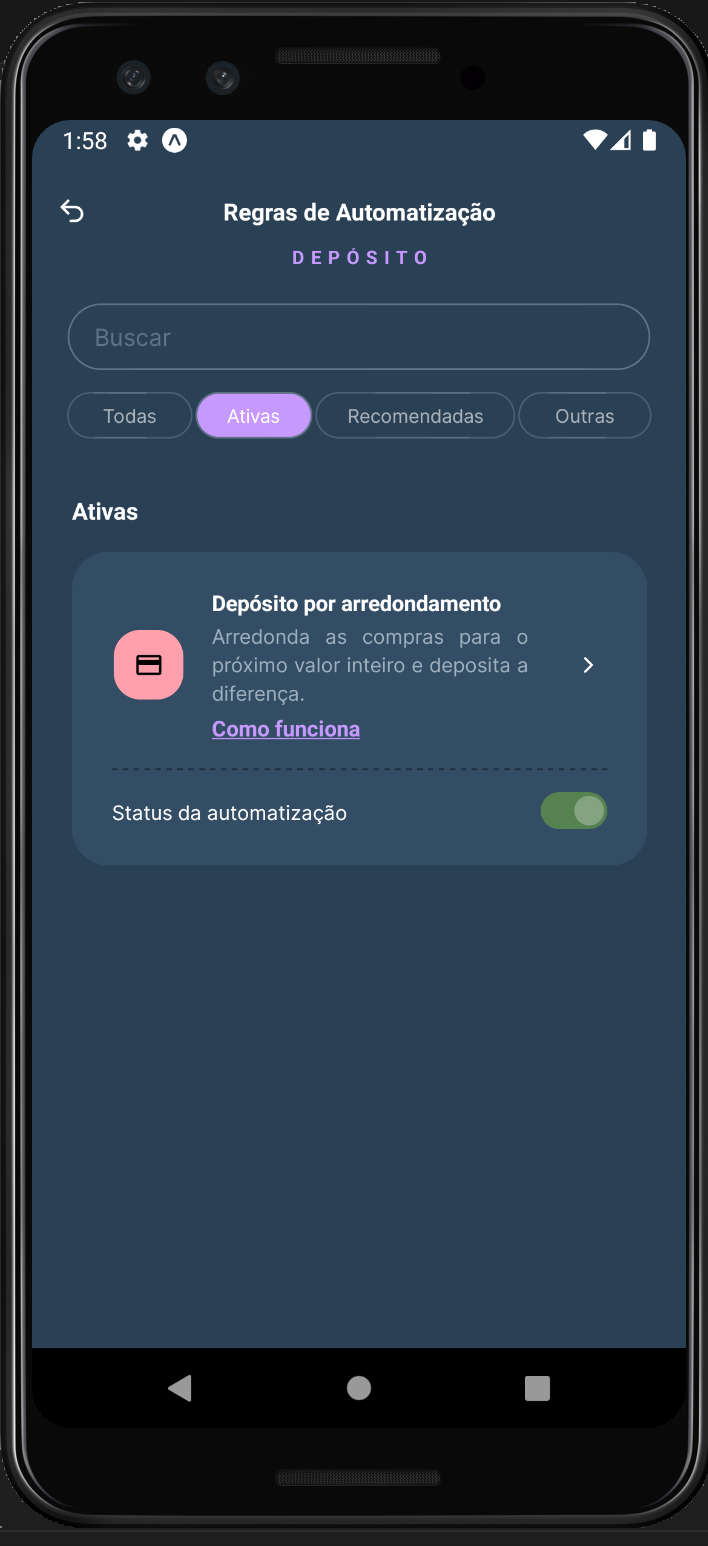 1:58
Regras de Automatização
DEPÓSITO
Buscar
Todas
Ativas
Recomendadas
Outras
Ativas
Depósito por arredondamento
Arredonda as compras para o
próximo valor inteiro e deposita a
diferença.
Como funciona
Status da automatização